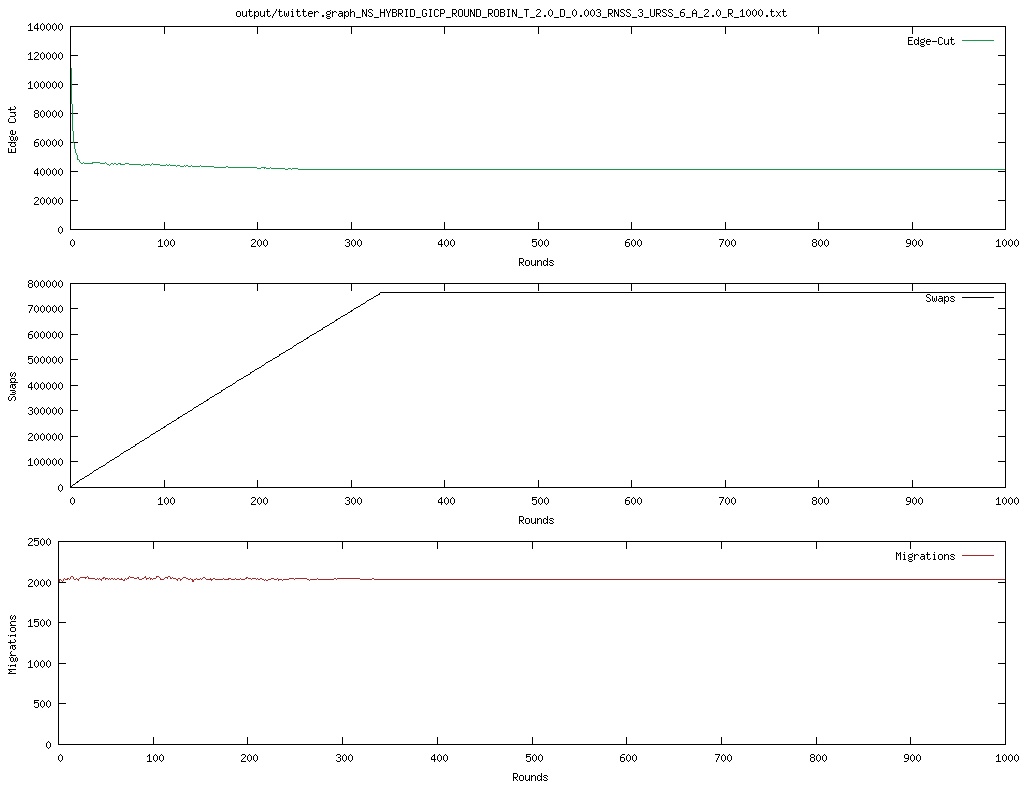 output/twitter.graph_NS_HYBRID_GICP_ROUND_ROBIN_T_2.0_D_0.003_RNSS_3_URSS_6_A_2.0_R_1000.txt
140000
120000
100000
80000
60000
40000
20000
0
Edge Cut
Edge-Cut
0 100 200 300 400 500 600 700 800 900 1000
Rounds
800000
700000
600000
500000
400000
300000
200000
100000
0
Swaps
Swaps
0 100 200 300 400 500 600 700 800 900 1000
Rounds
2500
2000
1500
1000
500
0
Migrations
Migrations
0 100 200 300 400 500 600 700 800 900 1000
Rounds